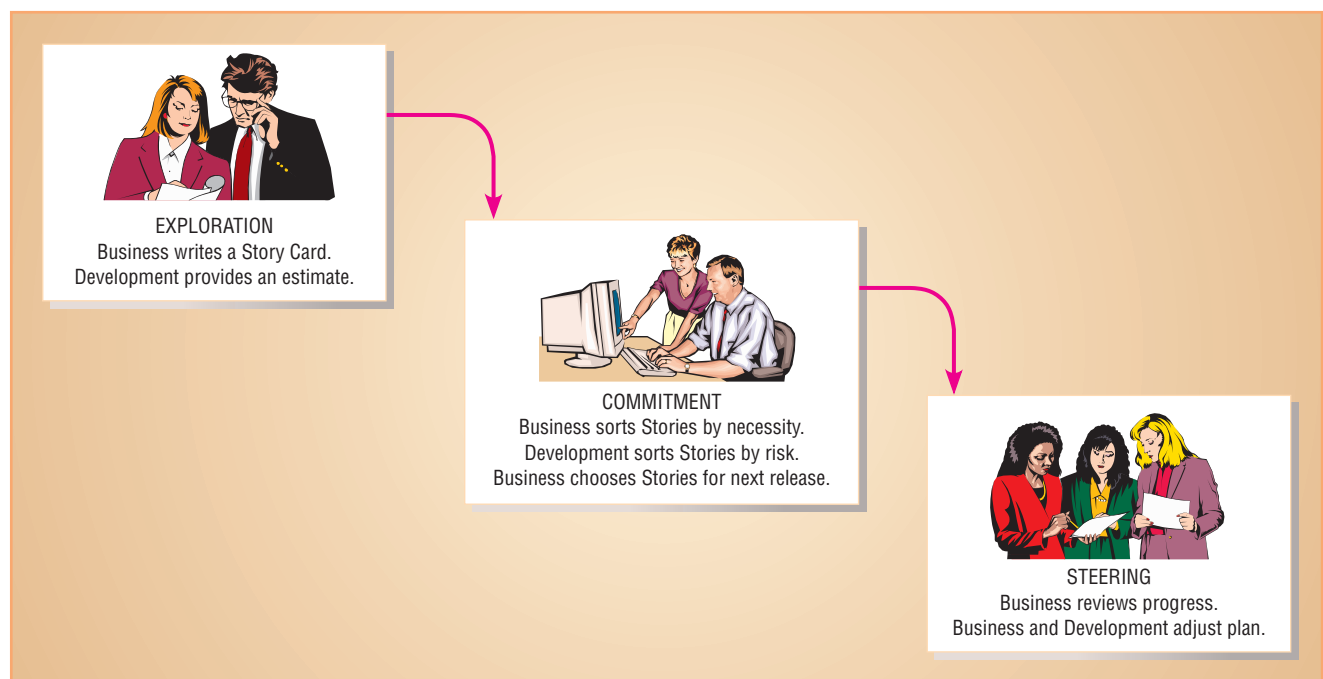 EXPLORATION
Business writes a Story Card.
Development provides an estimate.
COMMITMENT
Business sorts Stories by necessity.
Development sorts Stories by risk.
Business chooses Stories for next release.
STEERING
Business reviews progress.
Business and Development adjust plan.